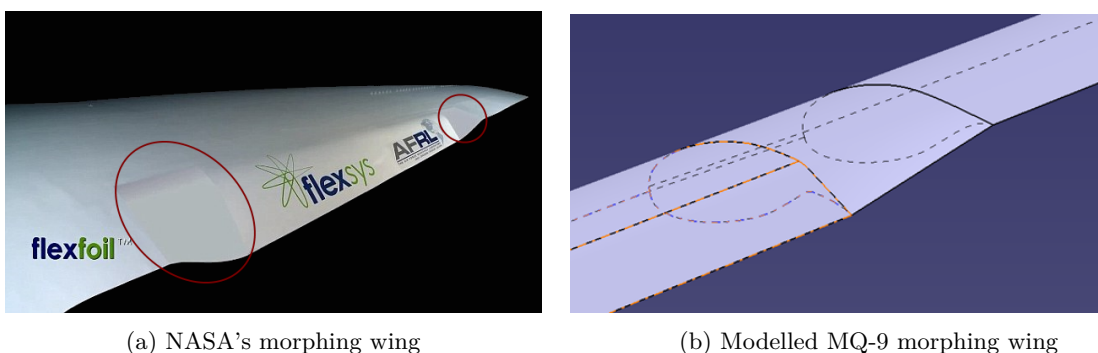 AFRL
flexsys
flexfoil™
(a) NASA's morphing wing
(b) Modelled MQ-9 morphing wing